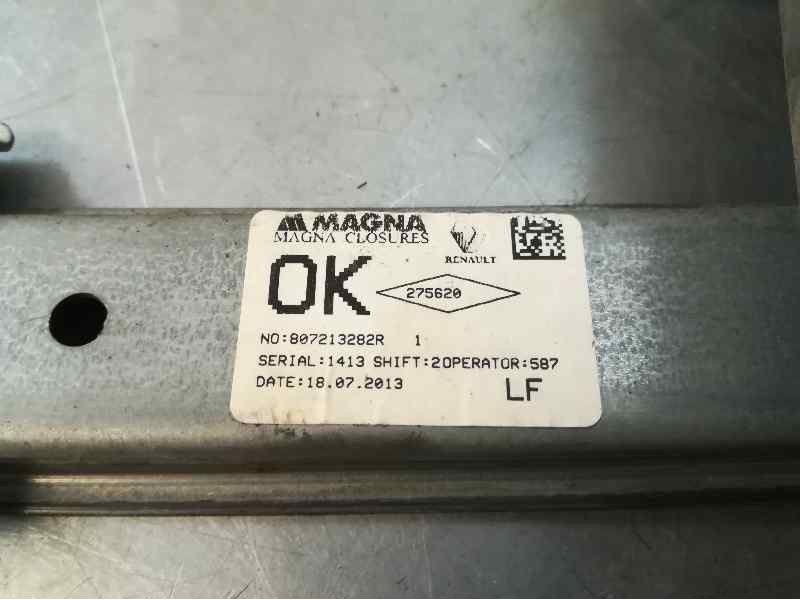 MAGNA
MAGNA CLOSURES
RENAULT
OK
275620
NO:807213282R 1
SERIAL:1413 SHIFT:2OPERATOR:587
DATE:18.07.2013
LF